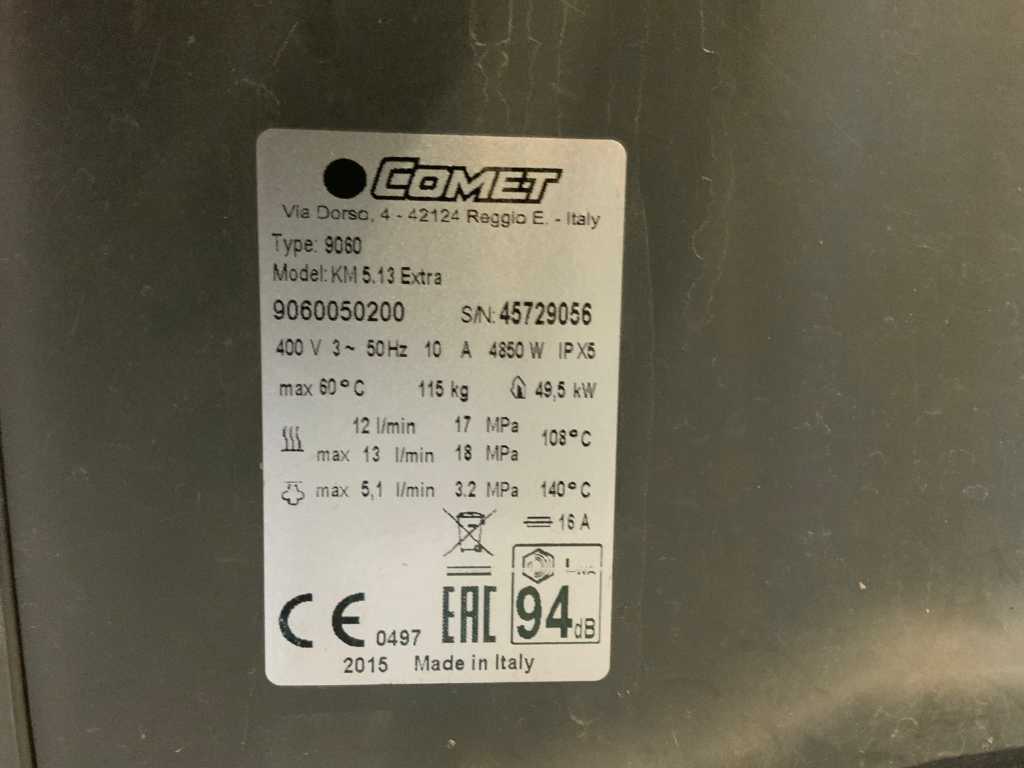 COMET
Via Dorso, 4 - 42124 Reggio E. - Italy
Type: 9060
Model: KM 5.13 Extra
9060050200 S/N: 45729056
400 V 3~ 50Hz 10 A 4850 W IPX5
max 60°C 115 kg 49,5 kW
12 l/min 17 MPa
108°C
max 13 l/min 18 MPa
max 5,1 l/min 3.2 MPa 140°C
16 A
LWA
CE 0497 EAC 94 dB
2015 Made in Italy